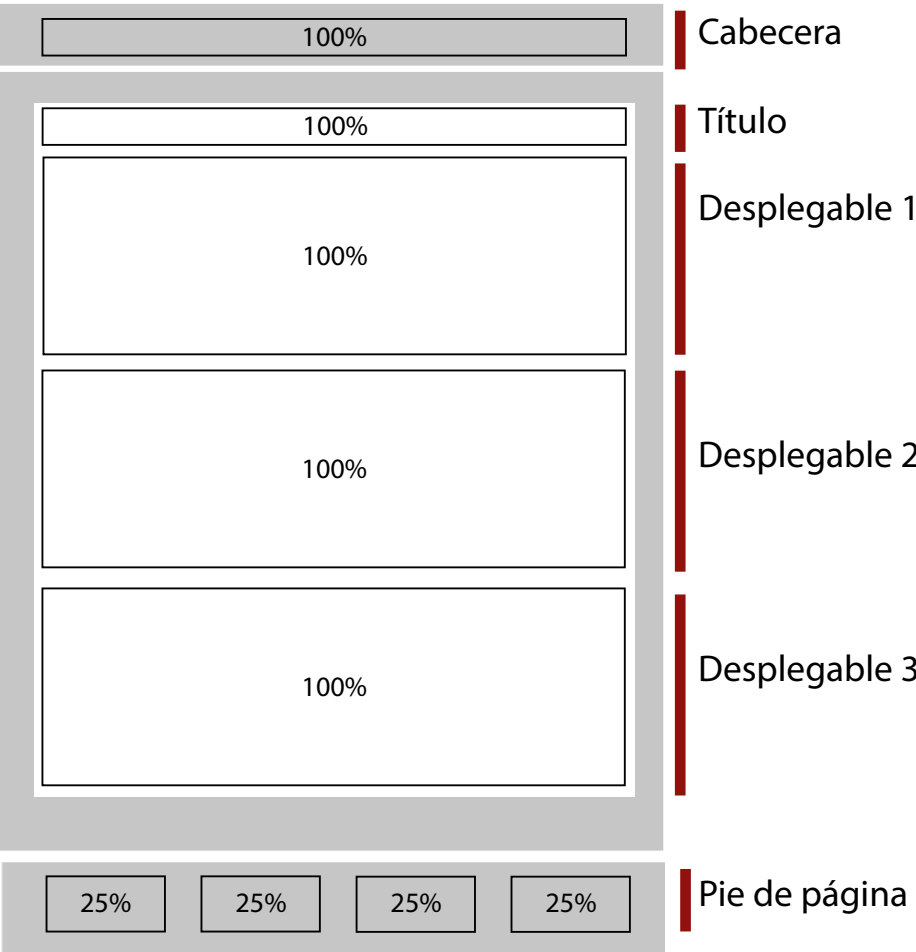 100%
Cabecera
100%
Título
100%
Desplegable 1
100%
Desplegable 2
100%
Desplegable 3
25%
25%
25%
25%
Pie de página